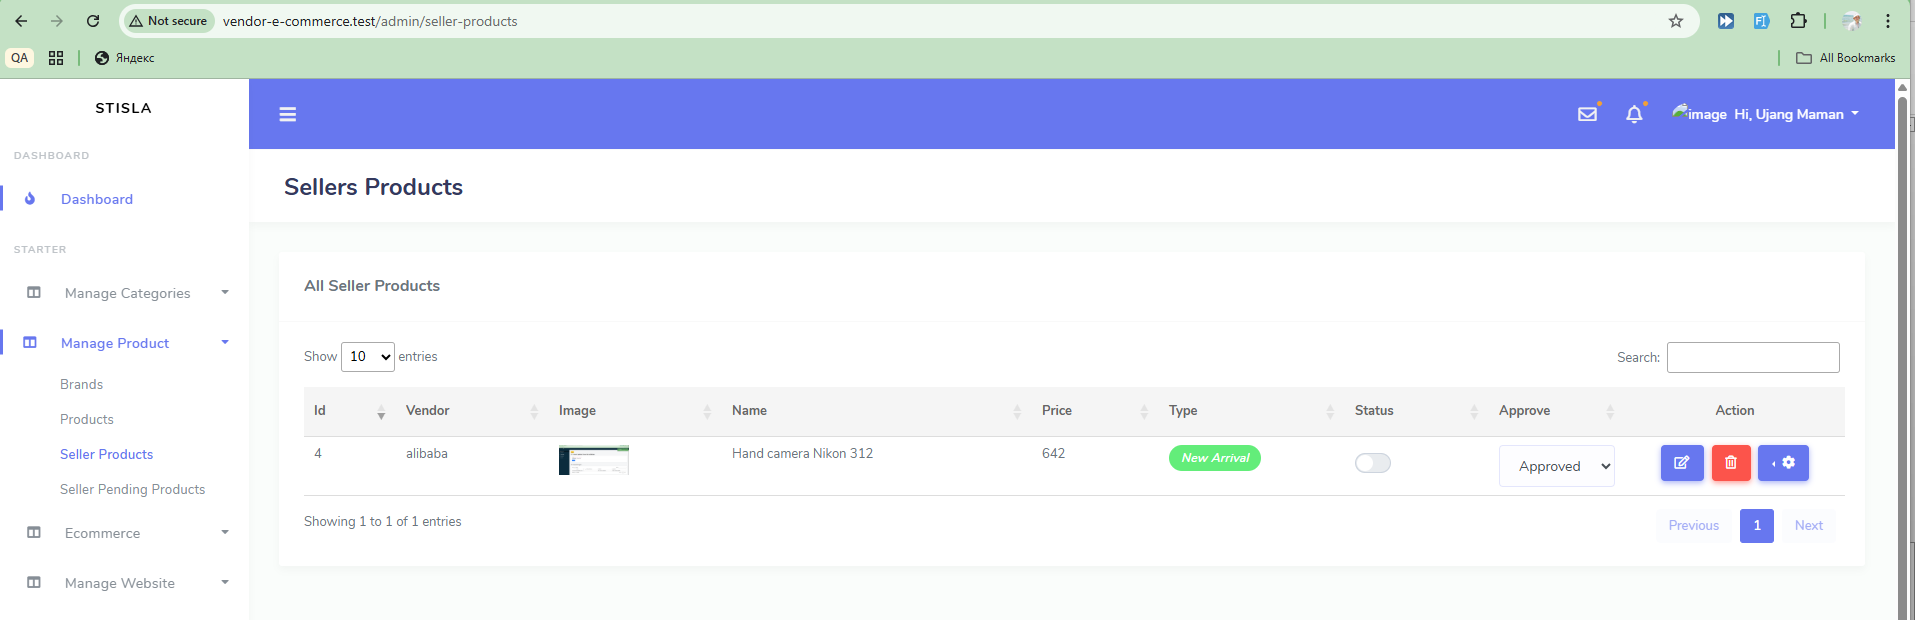 Not secure
vendor-e-commerce.test/admin/seller-products
QA
Яндекс
All Bookmarks
STISLA
image Hi, Ujang Maman
DASHBOARD
Dashboard
STARTER
Manage Categories
Manage Product
Brands
Products
Seller Products
Seller Pending Products
Ecommerce
Manage Website
Sellers Products
All Seller Products
Show 10 entries
Search:
Id Vendor Image Name Price Type Status Approve Action
4 alibaba Hand camera Nikon 312 642 New Arrival Approved
Showing 1 to 1 of 1 entries
Previous 1 Next